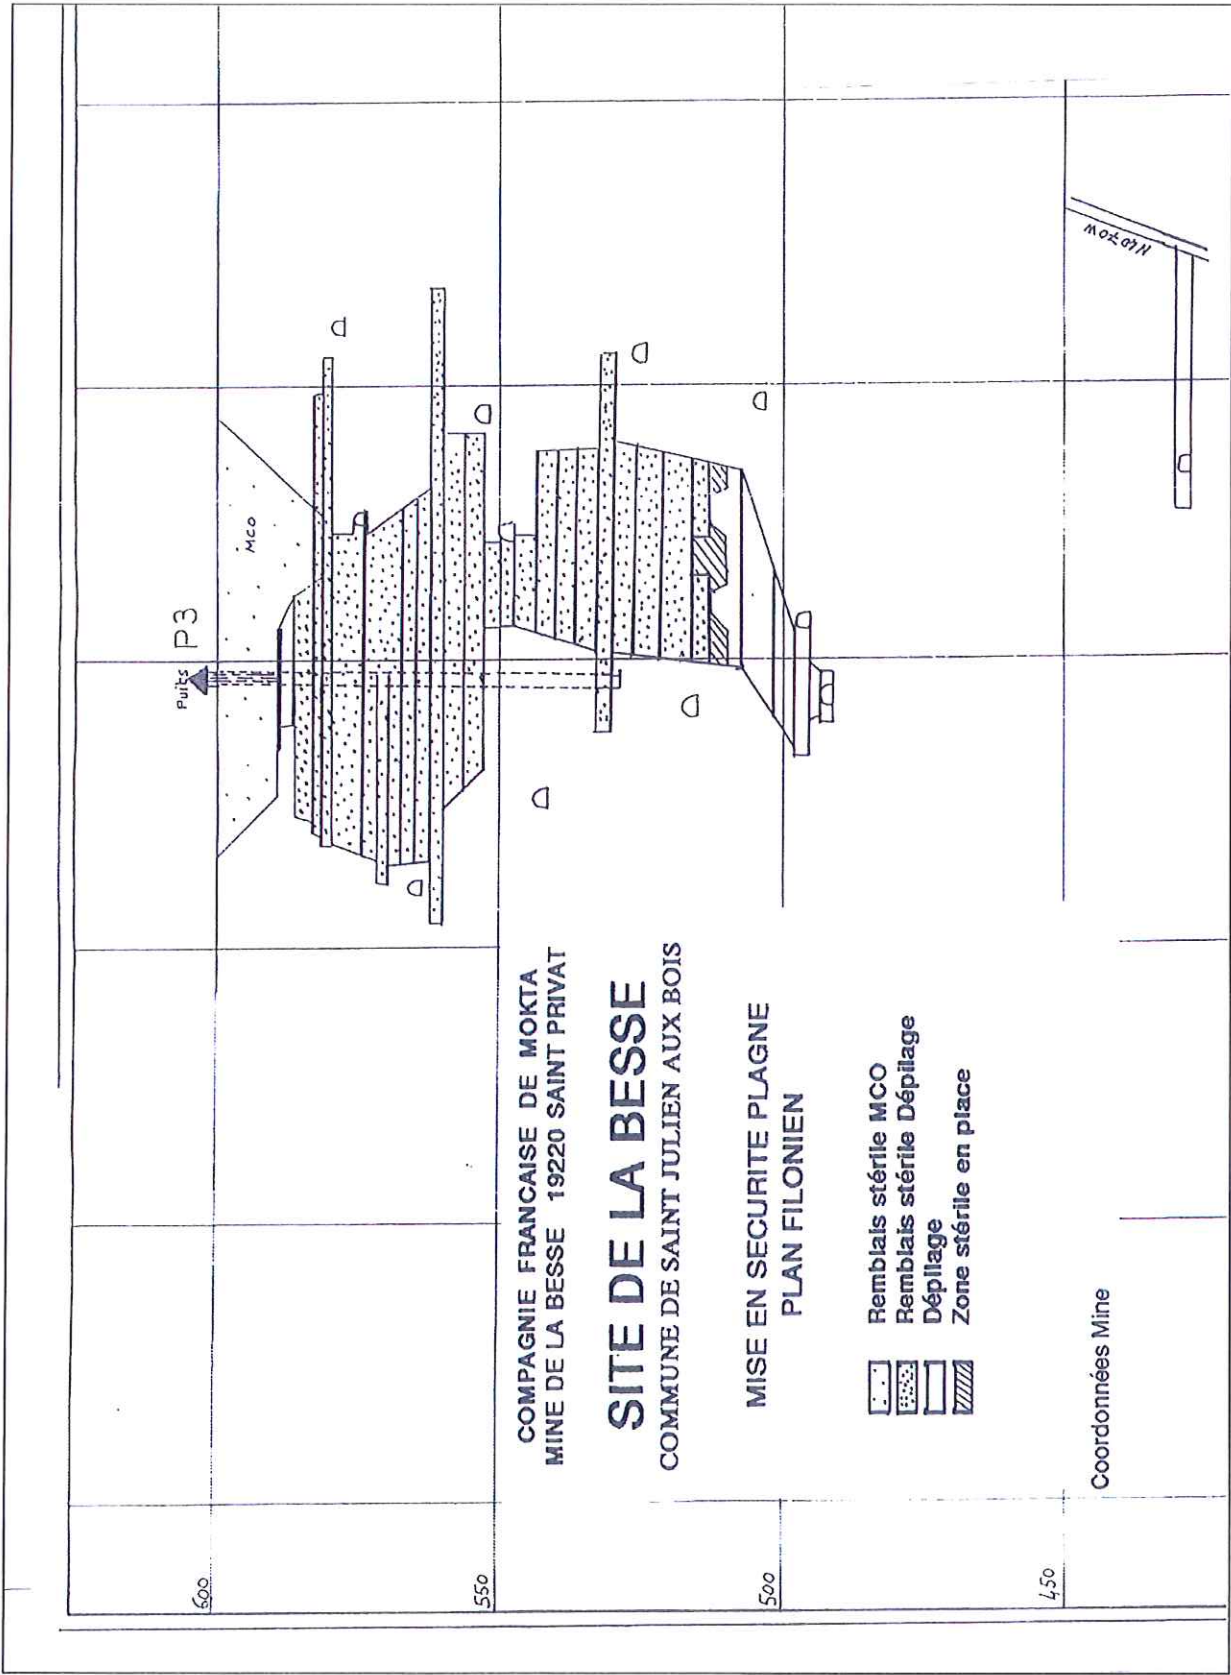 Puits P3
MCO
600
550
500
450
N4070W
COMPAGNIE FRANCAISE DE MOKTA
MINE DE LA BESSE 19220 SAINT PRIVAT
SITE DE LA BESSE
COMMUNE DE SAINT JULIEN AUX BOIS
MISE EN SECURITE PLAGNE
PLAN FILONIEN
Remblais stérile MCO
Remblais stérile Dépilage
Dépilage
Zone stérile en place
Coordonnées Mine